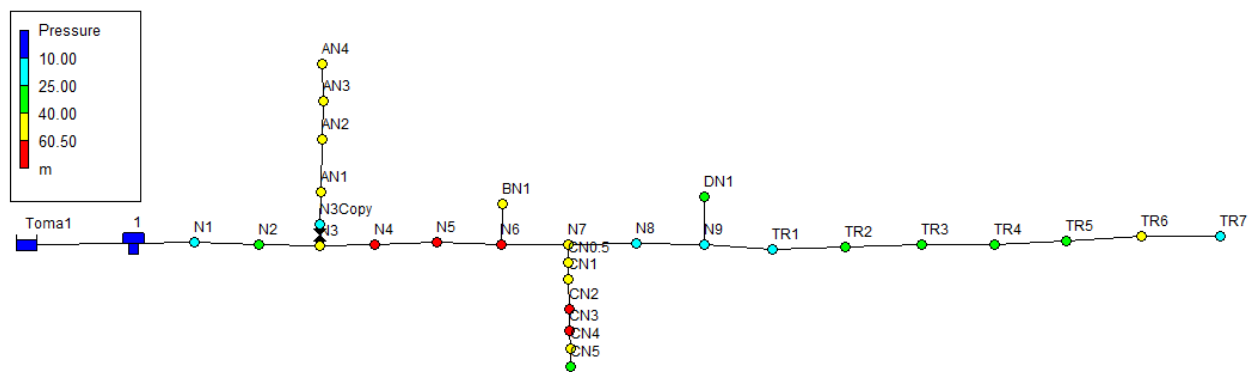 Pressure
10.00
25.00
40.00
60.50
m
AN4
AN3
AN2
AN1
N3Copy
BN1
DN1
Toma1
1
N1
N2
N3
N4
N5
N6
N7
N8
N9
TR1
TR2
TR3
TR4
TR5
TR6
TR7
CN0.5
CN1
CN2
CN3
CN4
CN5